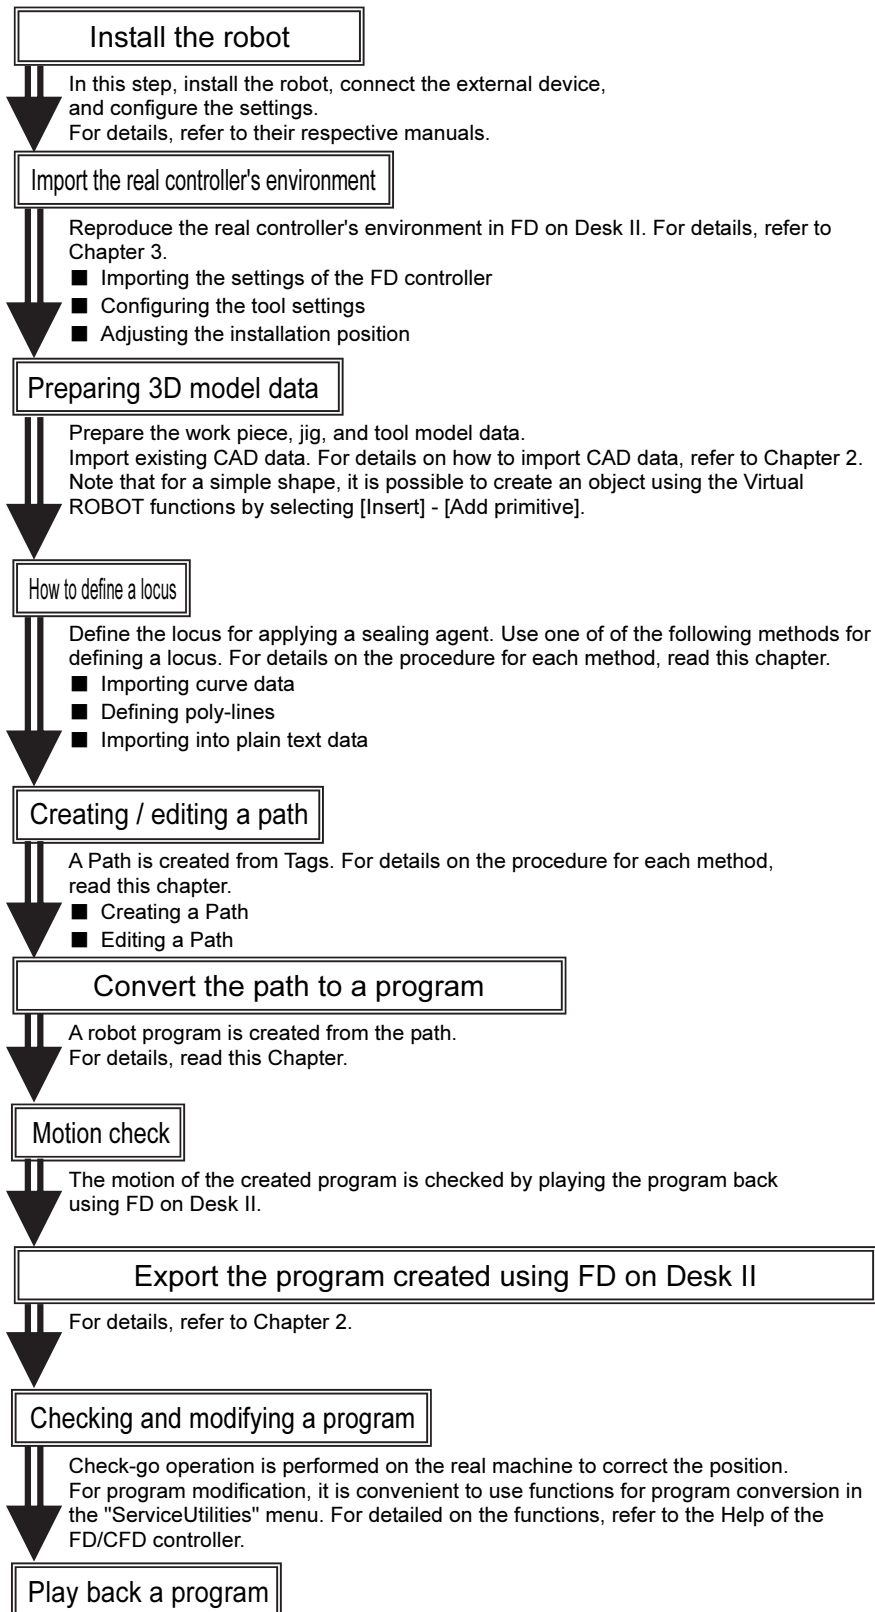 Install the robot
In this step, install the robot, connect the external device,
and configure the settings.
For details, refer to their respective manuals.
Import the real controller's environment
Reproduce the real controller's environment in FD on Desk II. For details, refer to
Chapter 3.
■ Importing the settings of the FD controller
■ Configuring the tool settings
■ Adjusting the installation position
Preparing 3D model data
Prepare the work piece, jig, and tool model data.
Import existing CAD data. For details on how to import CAD data, refer to Chapter 2.
Note that for a simple shape, it is possible to create an object using the Virtual
ROBOT functions by selecting [Insert] - [Add primitive].
How to define a locus
Define the locus for applying a sealing agent. Use one of of the following methods for
defining a locus. For details on the procedure for each method, read this chapter.
■ Importing curve data
■ Defining poly-lines
■ Importing into plain text data
Creating / editing a path
A Path is created from Tags. For details on the procedure for each method,
read this chapter.
■ Creating a Path
■ Editing a Path
Convert the path to a program
A robot program is created from the path.
For details, read this Chapter.
Motion check
The motion of the created program is checked by playing the program back
using FD on Desk II.
Export the program created using FD on Desk II
For details, refer to Chapter 2.
Checking and modifying a program
Check-go operation is performed on the real machine to correct the position.
For program modification, it is convenient to use functions for program conversion in
the "ServiceUtilities" menu. For detailed on the functions, refer to the Help of the
FD/CFD controller.
Play back a program